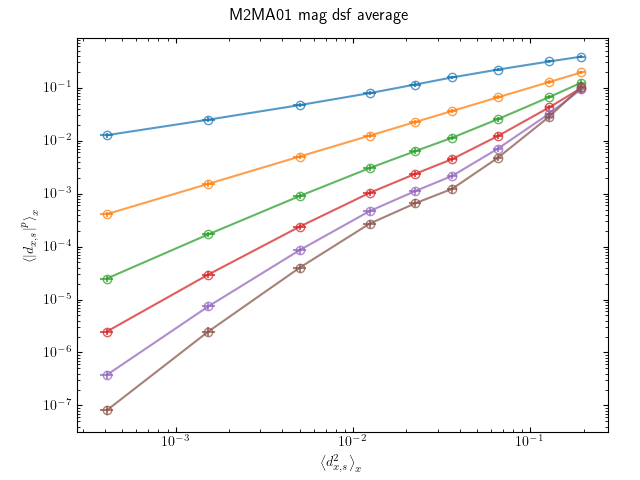 M2MA01 mag dsf average
10⁻¹
10⁻²
10⁻³
10⁻⁴
10⁻⁵
10⁻⁶
10⁻⁷
⟨|d_{x,s}|^p⟩_x
10⁻³ 10⁻² 10⁻¹
⟨d²_{x,s}⟩_x